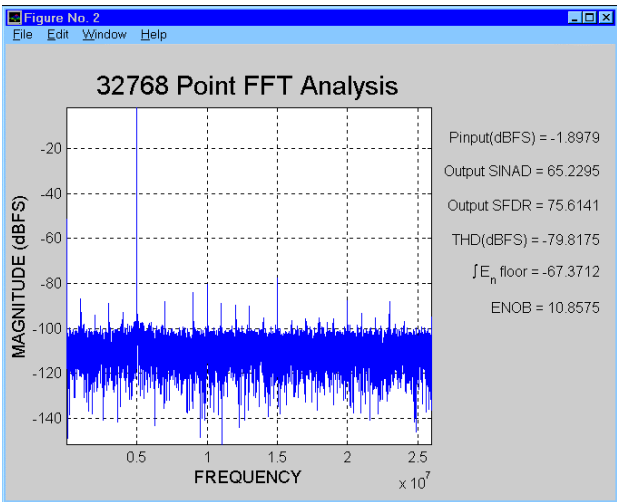 Figure No. 2
File Edit Window Help
32768 Point FFT Analysis
MAGNITUDE (dBFS)
-20
-40
-60
-80
-100
-120
-140
0.5 1 1.5 2 2.5
FREQUENCY
x 10^7
Pinput(dBFS) = -1.8979
Output SINAD = 65.2295
Output SFDR = 75.6141
THD(dBFS) = -79.8175
∫En floor = -67.3712
ENOB = 10.8575